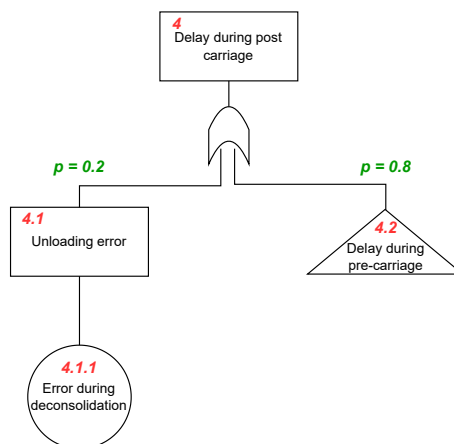 4
Delay during post
carriage
p = 0.2
p = 0.8
4.1
Unloading error
4.2
Delay during
pre-carriage
4.1.1
Error during
deconsolidation